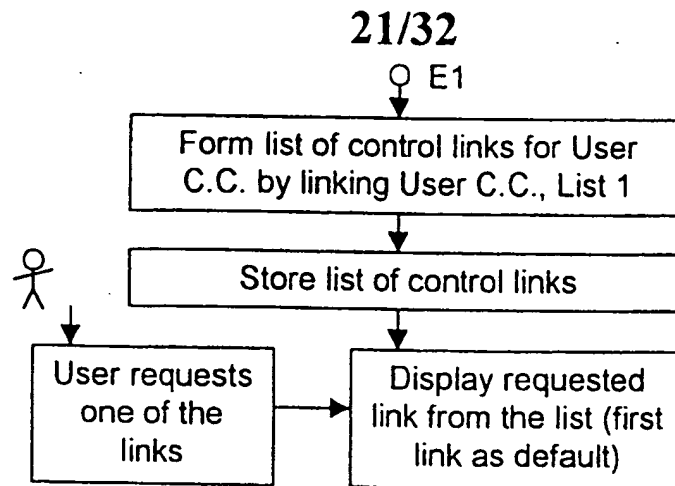 21/32
E1
Form list of control links for User
C.C. by linking User C.C., List 1
Store list of control links
User requests
one of the
links
Display requested
link from the list (first
link as default)